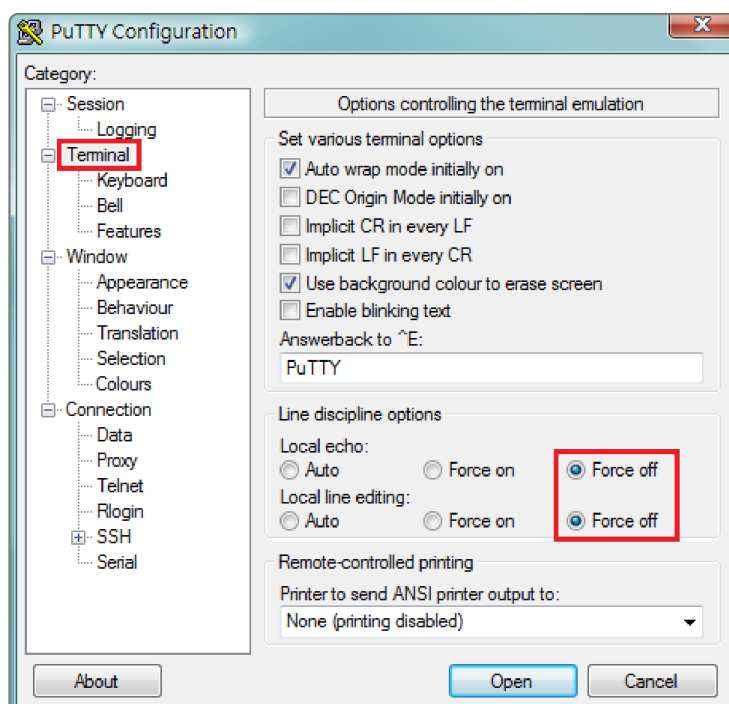 PuTTY Configuration
X
Category:
Session
Logging
Terminal
Keyboard
Bell
Features
Window
Appearance
Behaviour
Translation
Selection
Colours
Connection
Data
Proxy
Telnet
Rlogin
SSH
Serial
Options controlling the terminal emulation
Set various terminal options
Auto wrap mode initially on
DEC Origin Mode initially on
Implicit CR in every LF
Implicit LF in every CR
Use background colour to erase screen
Enable blinking text
Answerback to ^E:
PuTTY
Line discipline options
Local echo:
Auto Force on Force off
Local line editing:
Auto Force on Force off
Remote-controlled printing
Printer to send ANSI printer output to:
None (printing disabled)
About Open Cancel